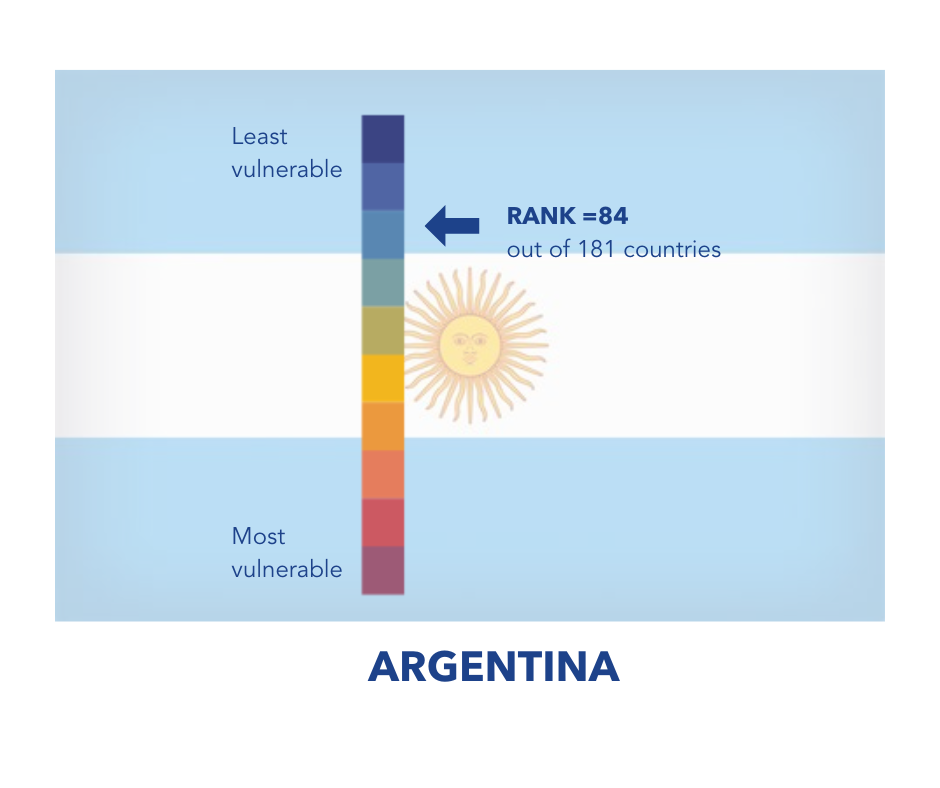 Least
vulnerable
RANK =84
out of 181 countries
Most
vulnerable
ARGENTINA